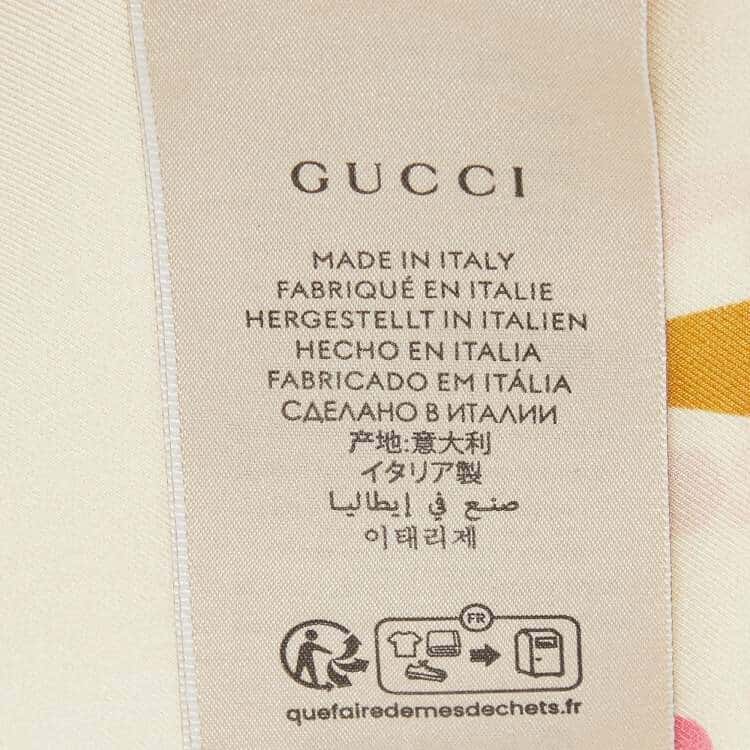 GUCCI
MADE IN ITALY
FABRIQUÉ EN ITALIE
HERGESTELLT IN ITALIEN
HECHO EN ITALIA
FABRICADO EM ITÁLIA
СДЕЛАНО В ИТАЛИИ
产地:意大利
イタリア製
صنع في إيطاليا
이태리제
FR
quefairedemesdechets.fr